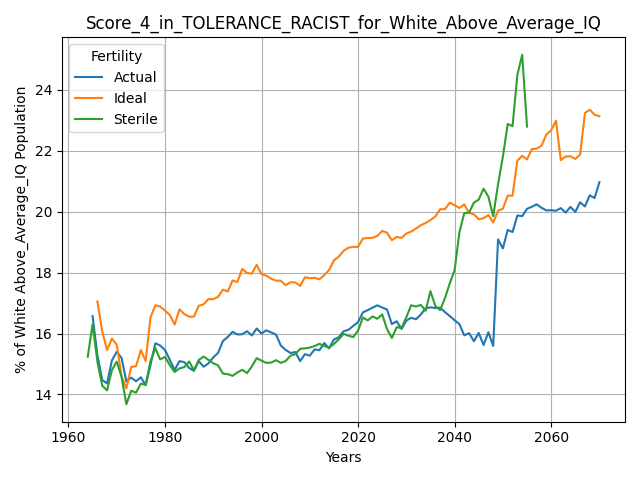 Score_4_in_TOLERANCE_RACIST_for_White_Above_Average_IQ
Fertility
Actual
Ideal
Sterile
% of White Above_Average_IQ Population
24
22
20
18
16
14
1960 1980 2000 2020 2040 2060
Years